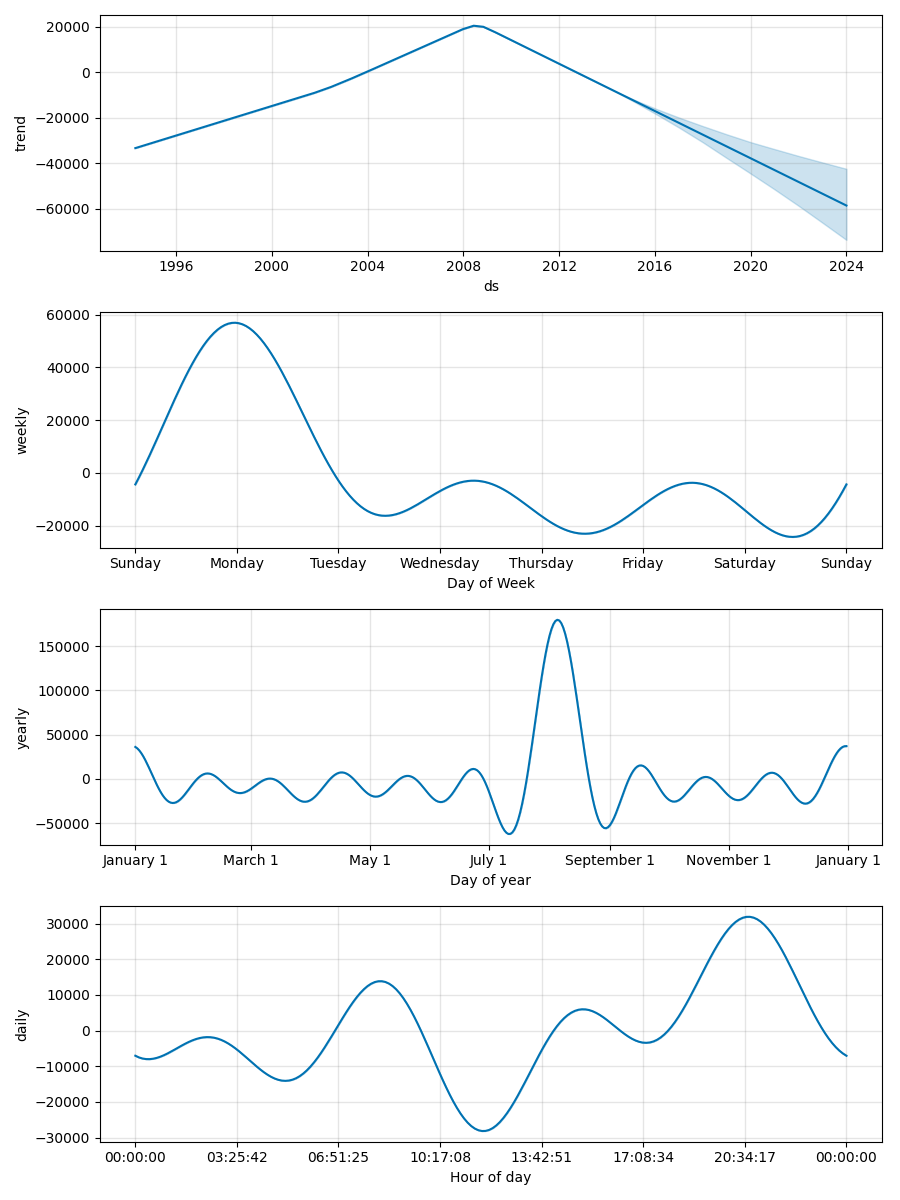 20000
0
−20000
−40000
−60000
trend
1996 2000 2004 2008 2012 2016 2020 2024
ds
60000
40000
20000
0
−20000
weekly
Sunday Monday Tuesday Wednesday Thursday Friday Saturday Sunday
Day of Week
150000
100000
50000
0
−50000
yearly
January 1 March 1 May 1 July 1 September 1 November 1 January 1
Day of year
30000
20000
10000
0
−10000
−20000
−30000
daily
00:00:00 03:25:42 06:51:25 10:17:08 13:42:51 17:08:34 20:34:17 00:00:00
Hour of day